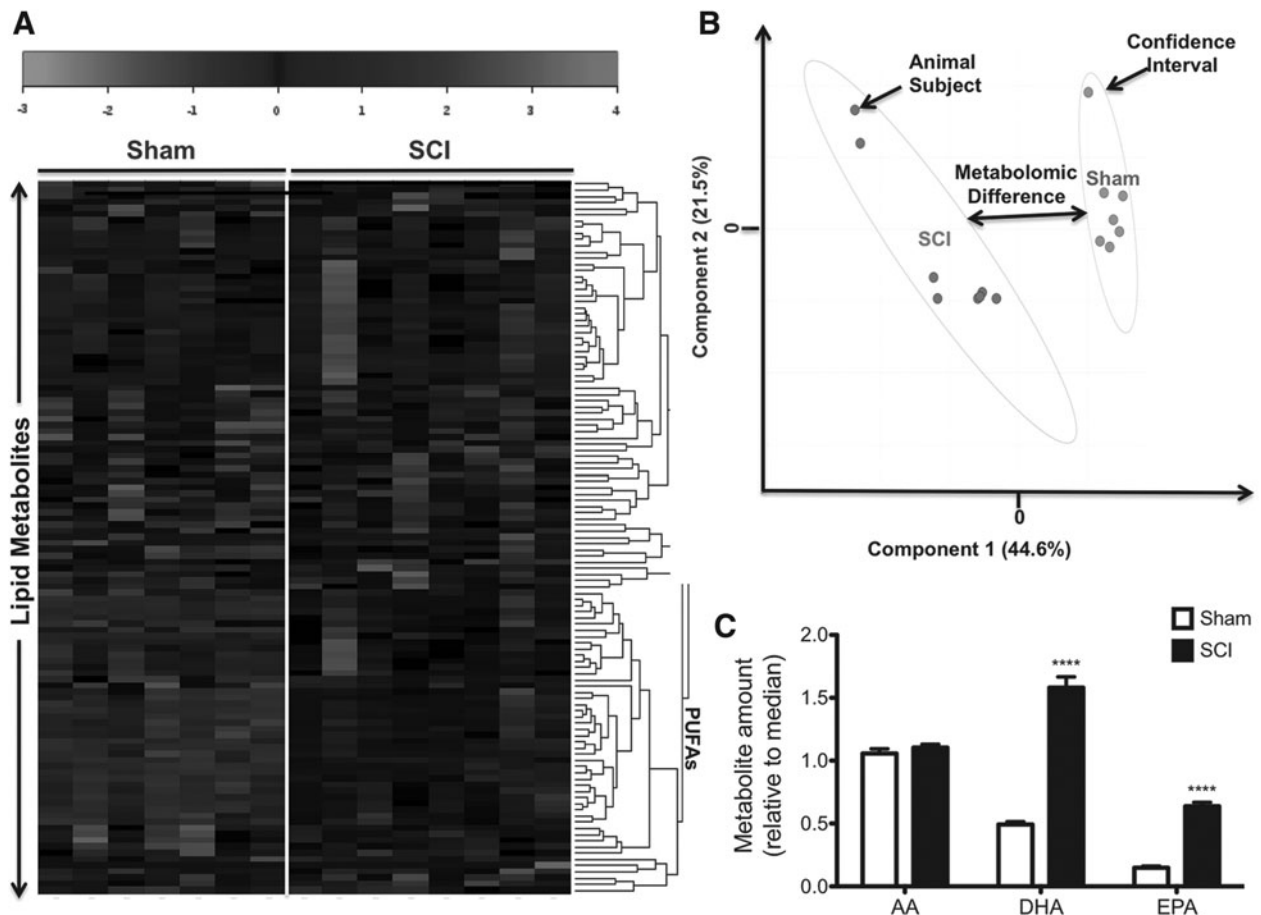 A
-3 -2 -1 0 1 2 3 4
Sham SCI
Lipid Metabolites
PUFAs
B
Animal
Subject
Confidence
Interval
Metabolomic
Difference
Sham
SCI
Component 2 (21.5%)
0
0
Component 1 (44.6%)
C
Sham
SCI
Metabolite amount
(relative to median)
2.0
1.5
1.0
0.5
0.0
****
****
AA DHA EPA